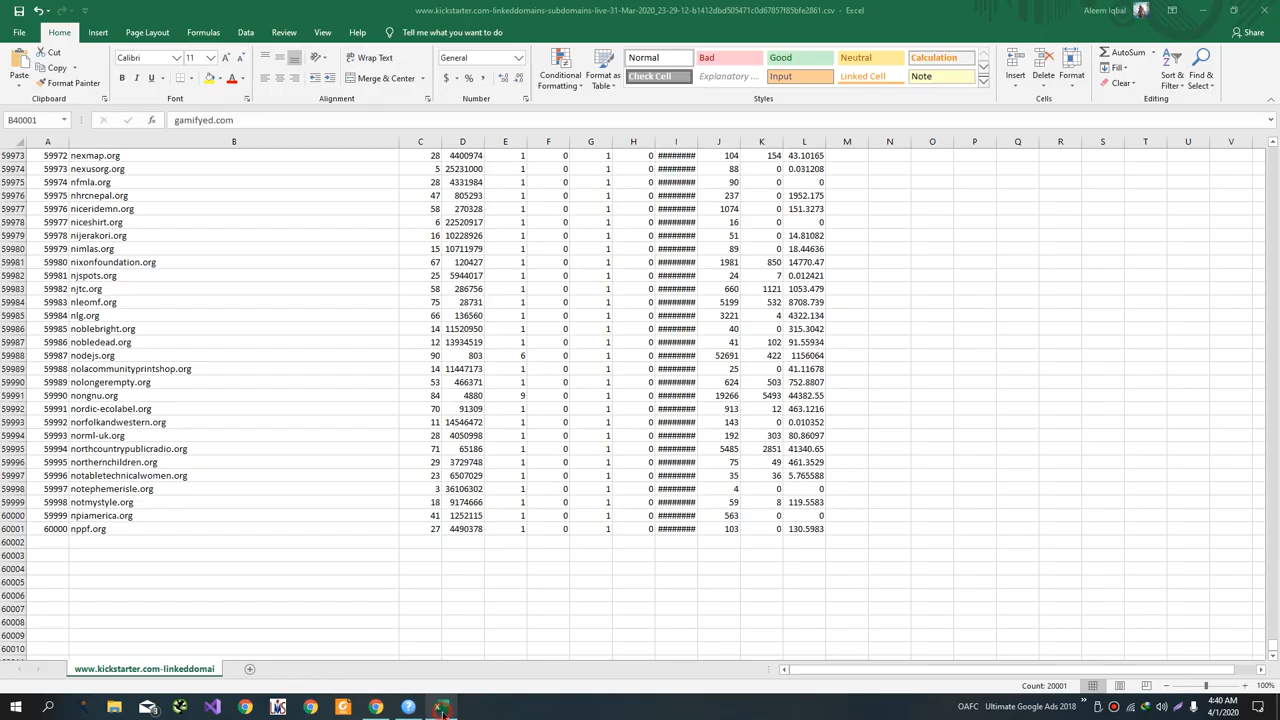 www.kickstarter.com-linkeddomains-subdomains-live-31-Mar-2020_23-29-12-b1412dbd505471c0d67857f85bfe2861.csv - Excel
Aleem Iqbal
File Home Insert Page Layout Formulas Data Review View Help Tell me what you want to do Share
Paste
Cut
Copy
Format Painter
Clipboard
Calibri 11
B I U
Font
Wrap Text
Merge & Center
Alignment
General
$ % ,
Number
Conditional Formatting
Format as Table
Normal Bad Good Neutral Calculation
Check Cell Explanatory ... Input Linked Cell Note
Styles
Insert Delete Format
Cells
AutoSum
Fill
Clear
Sort & Filter
Find & Select
Editing
B40001 gamifyed.com
A B C D E F G H I J K L M N O P Q R S T U V
59973 59972 nexmap.org 28 4400974 1 0 1 0 ######## 104 154 43.10165
59974 59973 nexusorg.org 5 25231000 1 0 1 0 ######## 88 0 0.031208
59975 59974 nfmla.org 28 4331984 1 0 1 0 ######## 90 0 0
59976 59975 nhrcnepal.org 47 805293 1 0 1 0 ######## 237 0 1952.175
59977 59976 niceridemn.org 58 270328 1 0 1 0 ######## 1074 0 151.3273
59978 59977 niceshirt.org 6 22520917 1 0 1 0 ######## 16 0 0
59979 59978 nijerakori.org 16 10228926 1 0 1 0 ######## 51 0 14.81082
59980 59979 nimlas.org 15 10711979 1 0 1 0 ######## 89 0 18.44636
59981 59980 nixonfoundation.org 67 120427 1 0 1 0 ######## 1981 850 14770.47
59982 59981 njspots.org 25 5944017 1 0 1 0 ######## 24 7 0.012421
59983 59982 njtc.org 58 286756 1 0 1 0 ######## 660 1121 1053.479
59984 59983 nleomf.org 75 28731 1 0 1 0 ######## 5199 532 8708.739
59985 59984 nlg.org 66 136560 1 0 1 0 ######## 3221 4 4322.134
59986 59985 noblebright.org 14 11520950 1 0 1 0 ######## 40 0 315.3042
59987 59986 nobledead.org 12 13934519 1 0 1 0 ######## 41 102 91.55934
59988 59987 nodejs.org 90 803 6 0 1 0 ######## 52691 422 1156064
59989 59988 nolacommunityprintshop.org 14 11447173 1 0 1 0 ######## 25 0 41.11678
59990 59989 nolongerempty.org 53 466371 1 0 1 0 ######## 624 503 752.8807
59991 59990 nongnu.org 84 4880 9 0 1 0 ######## 19266 5493 44382.55
59992 59991 nordic-ecolabel.org 70 91309 1 0 1 0 ######## 913 12 463.1216
59993 59992 norfolkandwestern.org 11 14546472 1 0 1 0 ######## 143 0 0.010352
59994 59993 norml-uk.org 28 4050998 1 0 1 0 ######## 192 303 80.86097
59995 59994 northcountrypublicradio.org 71 65186 1 0 1 0 ######## 5485 2851 41340.65
59996 59995 northernchildren.org 29 3729748 1 0 1 0 ######## 75 49 461.3529
59997 59996 notabletechnicalwomen.org 23 6507029 1 0 1 0 ######## 35 36 5.765588
59998 59997 notephemerisle.org 3 36106302 1 0 1 0 ######## 4 0 0
59999 59998 notmystyle.org 18 9174666 1 0 1 0 ######## 59 8 119.5583
60000 59999 npiamerica.org 41 1252115 1 0 1 0 ######## 563 0 0
60001 60000 nppf.org 27 4490378 1 0 1 0 ######## 103 0 130.5983
60002
60003
60004
60005
60006
60007
60008
60009
60010
www.kickstarter.com-linkeddomai
Count: 20001 100%
OAFC Ultimate Google Ads 2018
4:40 AM
4/1/2020